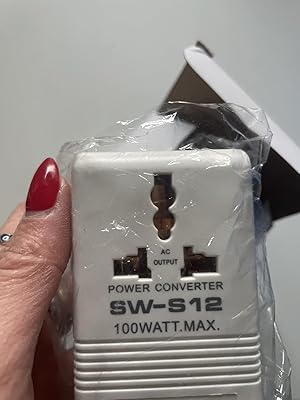 AC
OUTPUT
POWER CONVERTER
SW-S12
100WATT.MAX.